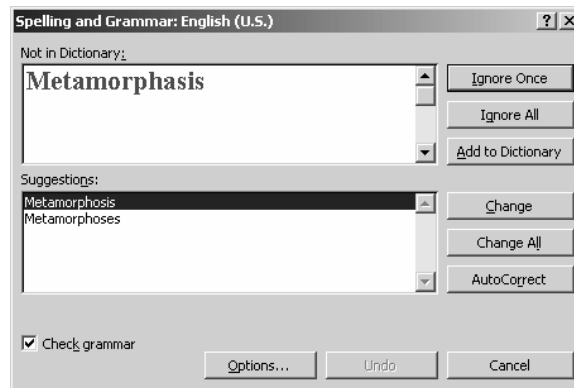 Spelling and Grammar: English (U.S.)
Not in Dictionary:
Metamorphasis
Ignore Once
Ignore All
Add to Dictionary
Suggestions:
Metamorphosis
Metamorphoses
Change
Change All
AutoCorrect
Check grammar
Options...
Undo
Cancel